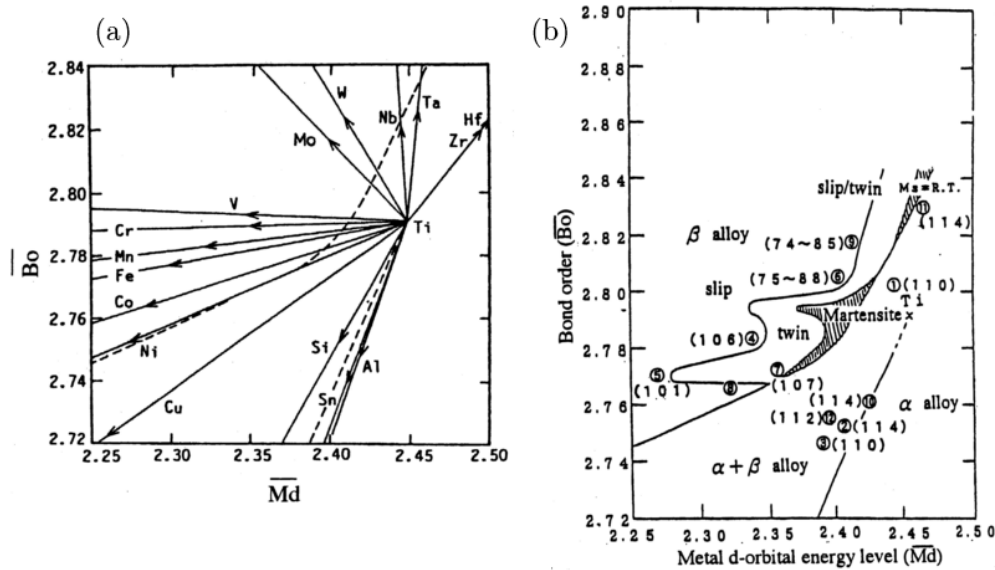 (a)
2.84
2.82
2.80
2.78
2.76
2.74
2.72
2.25
2.30
2.35
2.40
2.45
2.50
Bo
Md
W
Nb
Ta
Hf
Mo
Zr
V
Ti
Cr
Mn
Fe
Co
Ni
Si
Al
Cu
Sn
(b)
2.90
2.88
2.86
2.84
2.82
2.80
2.78
2.76
2.74
2.72
2.25
2.30
2.35
2.40
2.45
2.50
Bond order (Bo)
Metal d-orbital energy level (Md)
slip/twin
Ms=R.T.
⑪
(114)
β alloy
(74~85)⑨
slip
(75~88)⑥
①(110)
Ti
Martensite
×
(106)④
twin
⑤
(101)
⑧
⑦
(107)
(114)⑩
α alloy
(112)⑫
②(114)
③(110)
α+β alloy